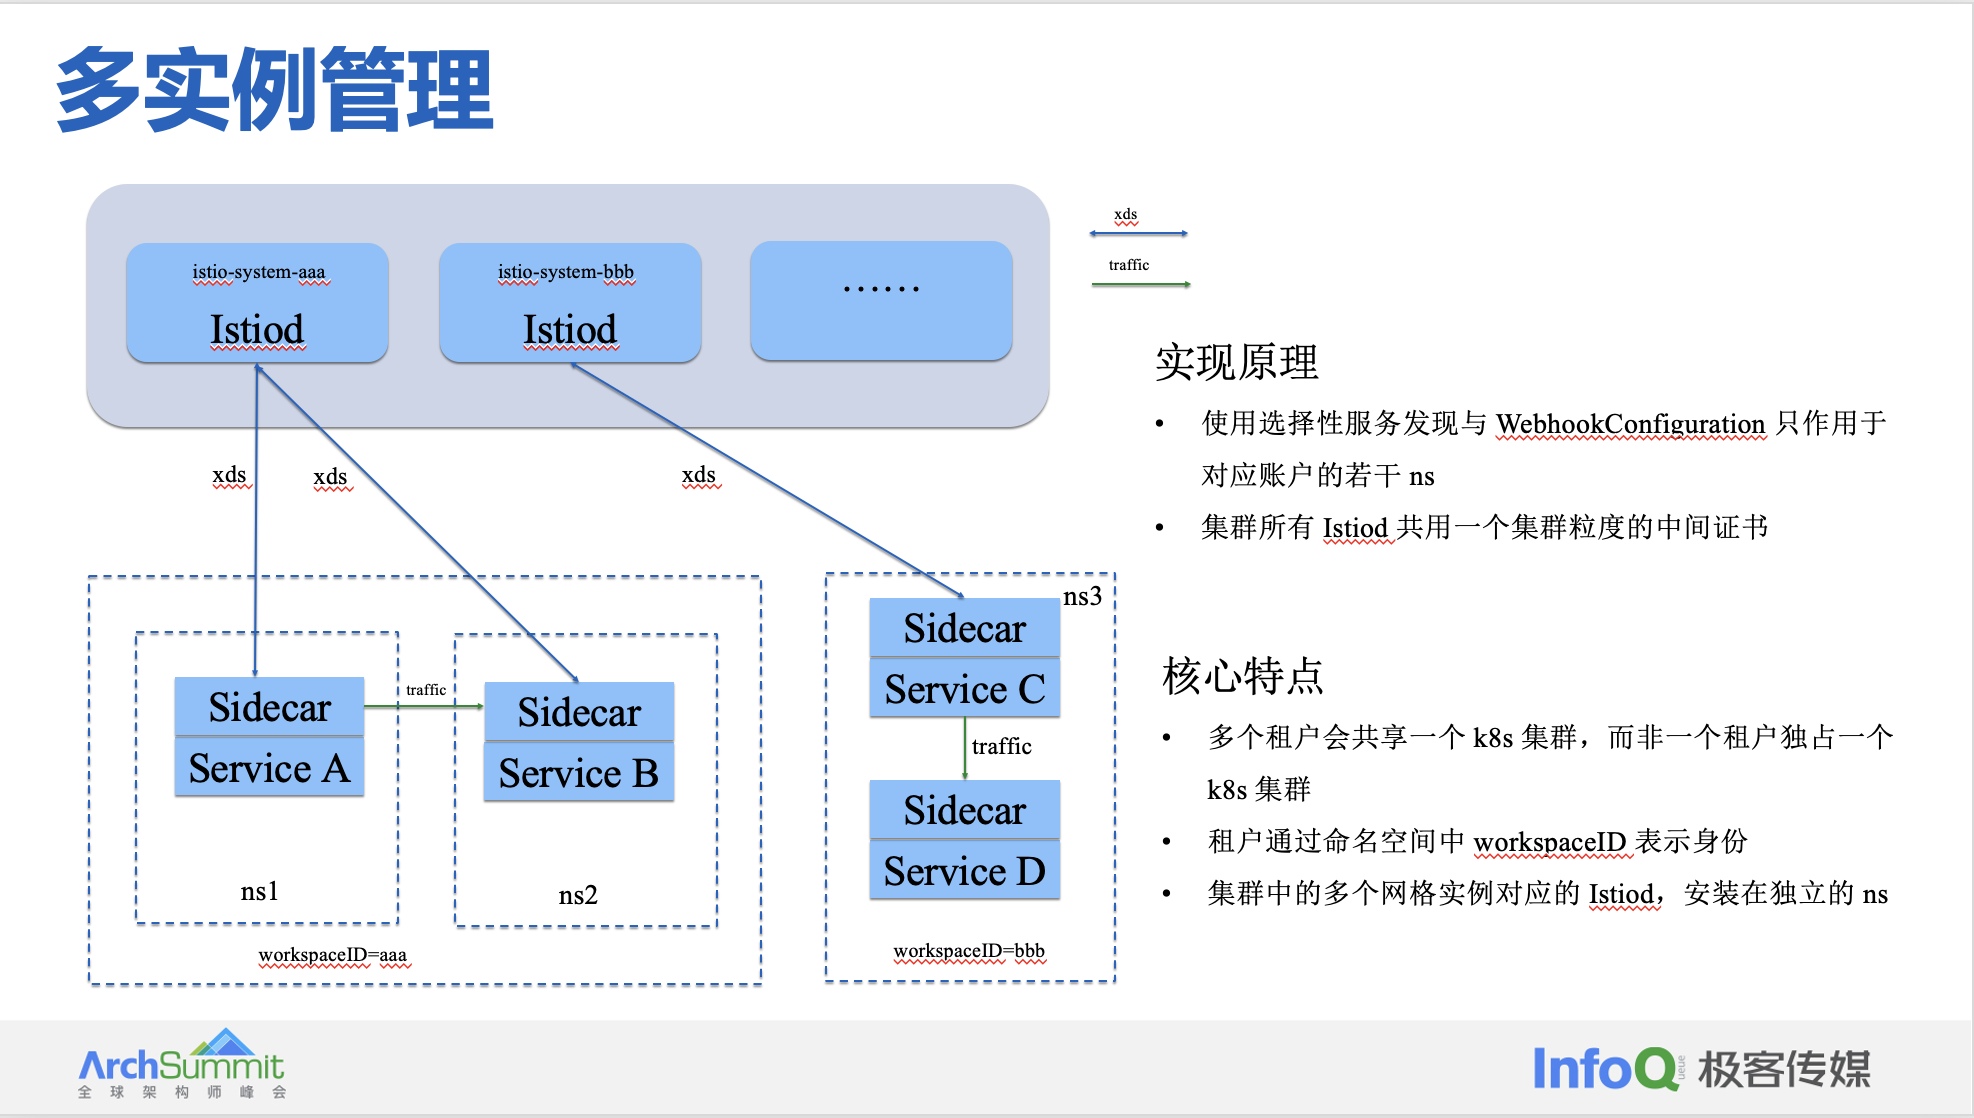 多实例管理
istio-system-aaa
Istiod
istio-system-bbb
Istiod
······
xds
traffic
xds
xds
xds
Sidecar
Service A
ns1
traffic
Sidecar
Service B
ns2
workspaceID=aaa
ns3
Sidecar
Service C
traffic
Sidecar
Service D
workspaceID=bbb
实现原理
• 使用选择性服务发现与 WebhookConfiguration 只作用于
对应账户的若干 ns
• 集群所有 Istiod 共用一个集群粒度的中间证书
核心特点
• 多个租户会共享一个 k8s 集群，而非一个租户独占一个
k8s 集群
• 租户通过命名空间中 workspaceID 表示身份
• 集群中的多个网格实例对应的 Istiod，安装在独立的 ns
ArchSummit
全球架构师峰会
InfoQueue 极客传媒